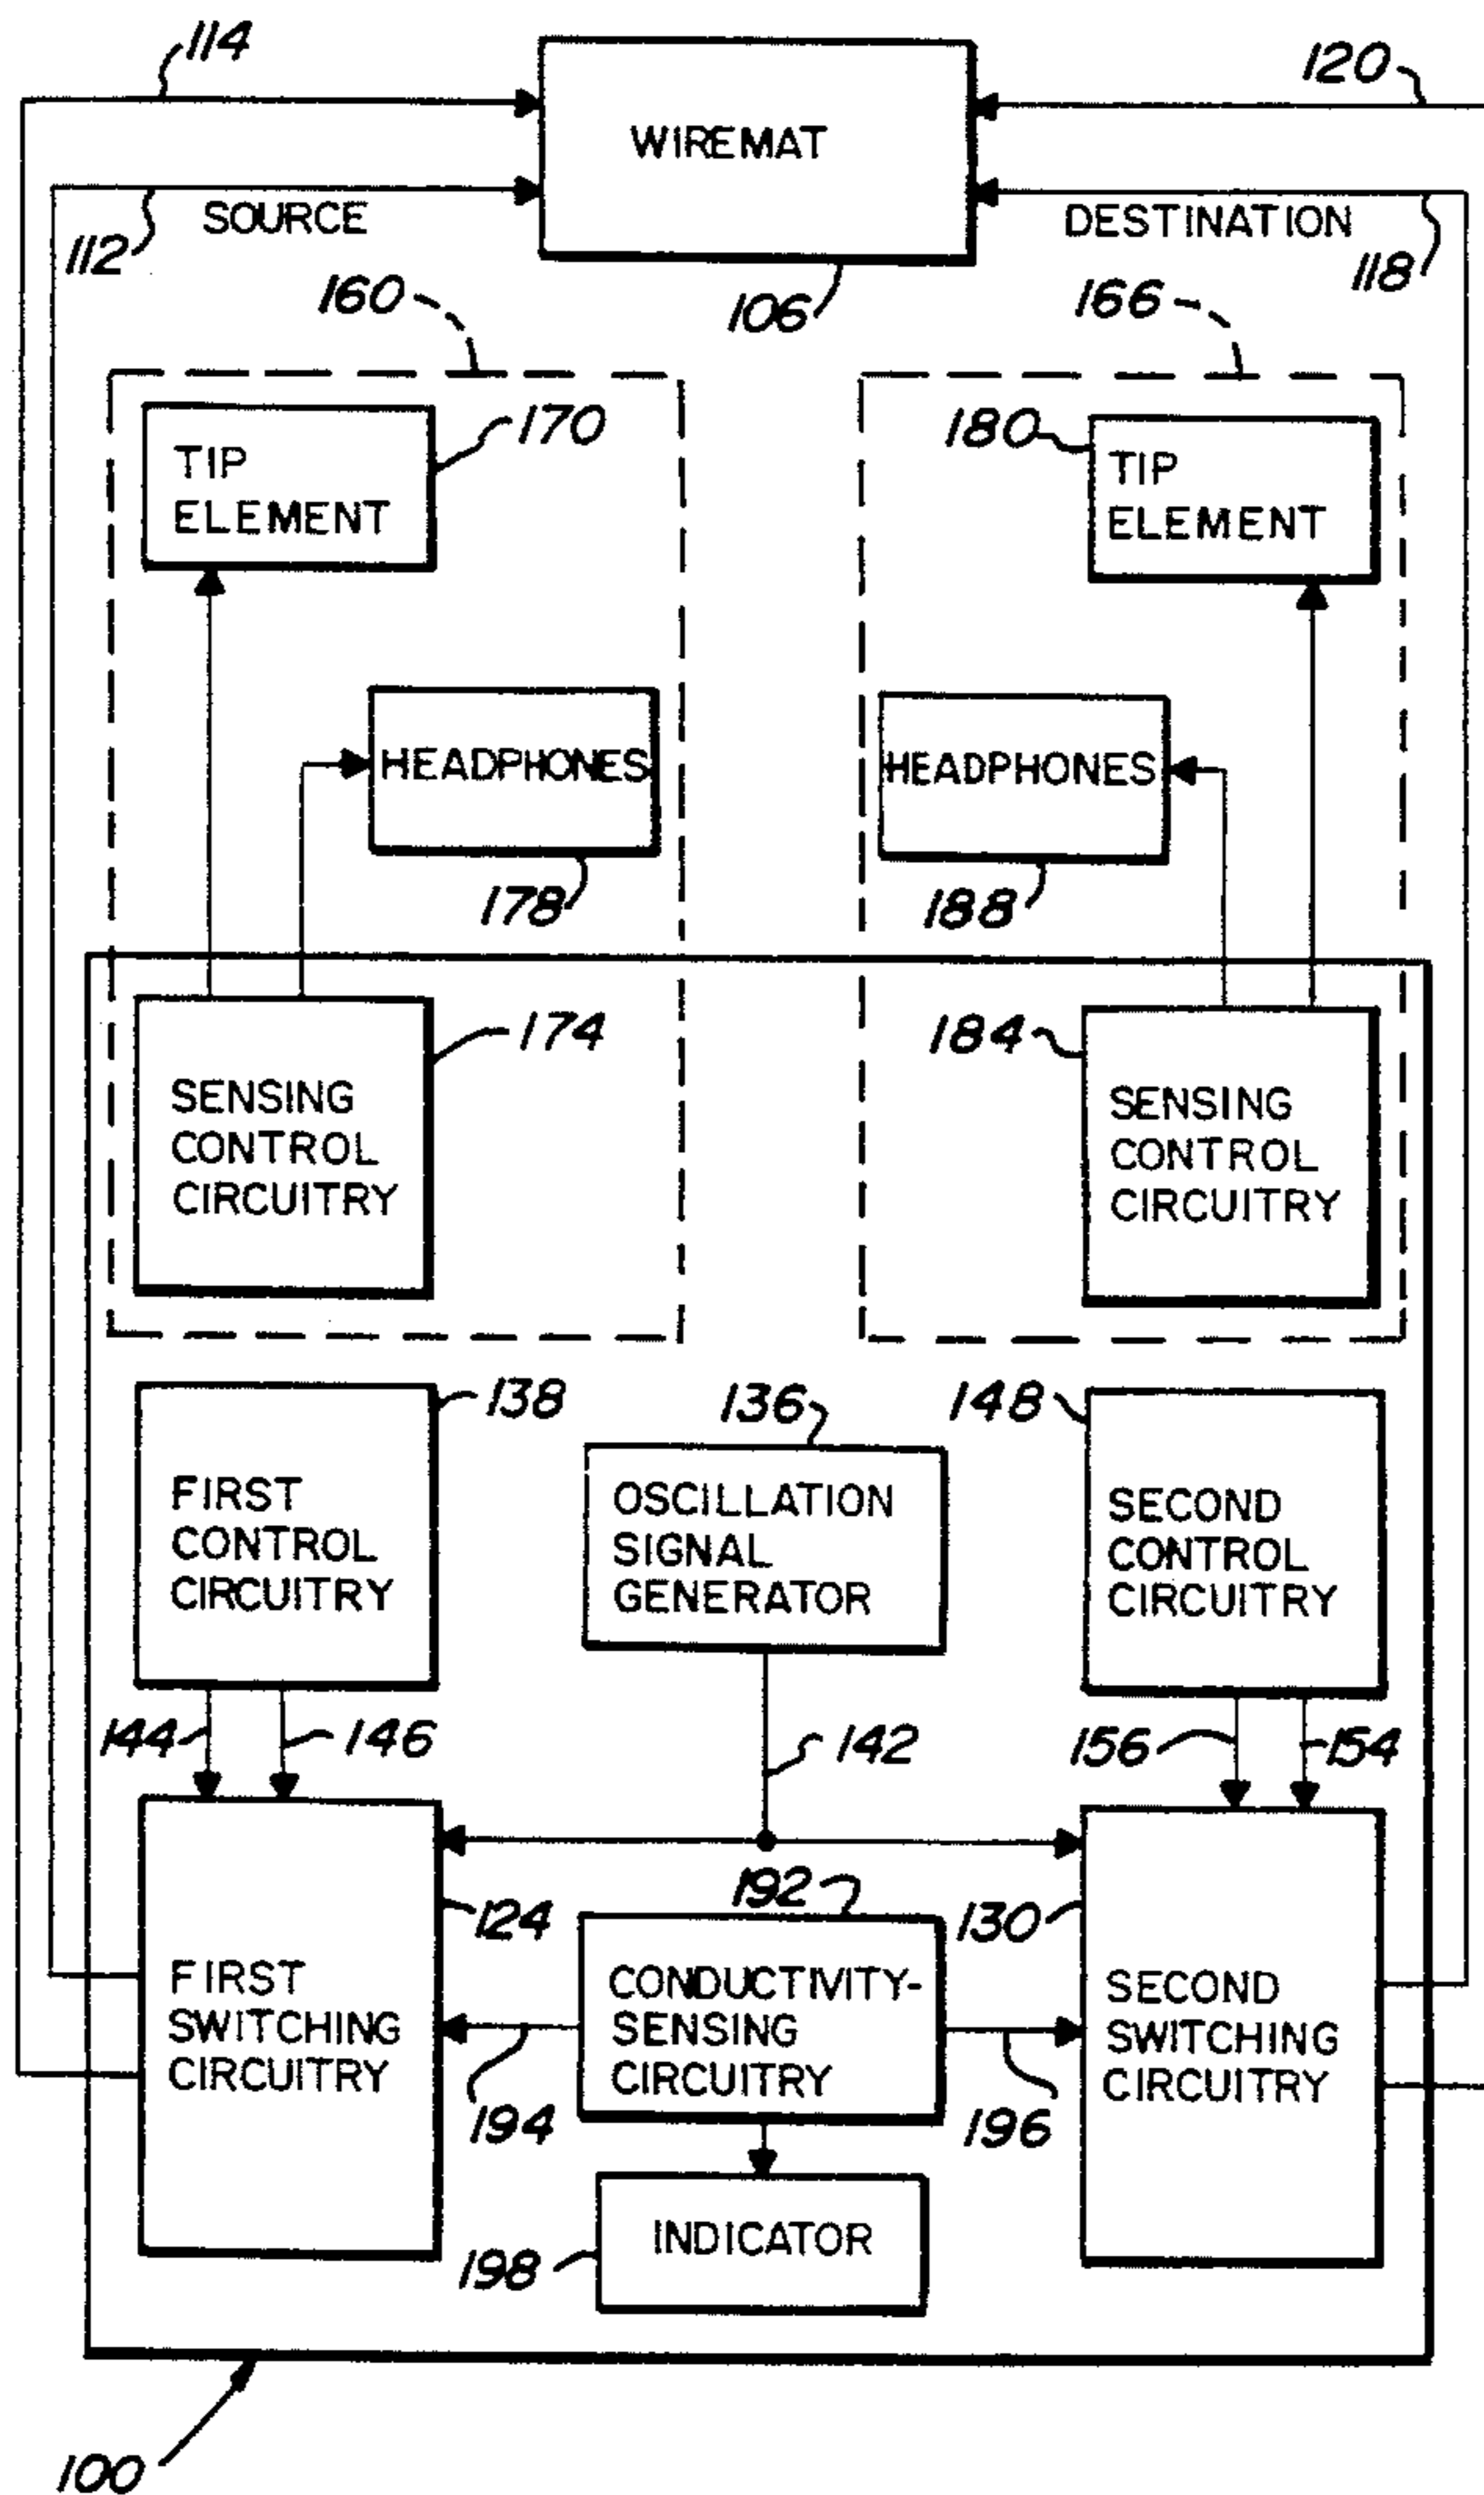 114
120
WIREMAT
SOURCE
DESTINATION
112
118
106
160
166
170
180
TIP
ELEMENT
TIP
ELEMENT
HEADPHONES
HEADPHONES
178
188
174
184
SENSING
CONTROL
CIRCUITRY
SENSING
CONTROL
CIRCUITRY
138
136
148
FIRST
CONTROL
CIRCUITRY
OSCILLATION
SIGNAL
GENERATOR
SECOND
CONTROL
CIRCUITRY
144
146
142
156
154
192
124
130
FIRST
SWITCHING
CIRCUITRY
CONDUCTIVITY-
SENSING
CIRCUITRY
SECOND
SWITCHING
CIRCUITRY
194
196
INDICATOR
198
100